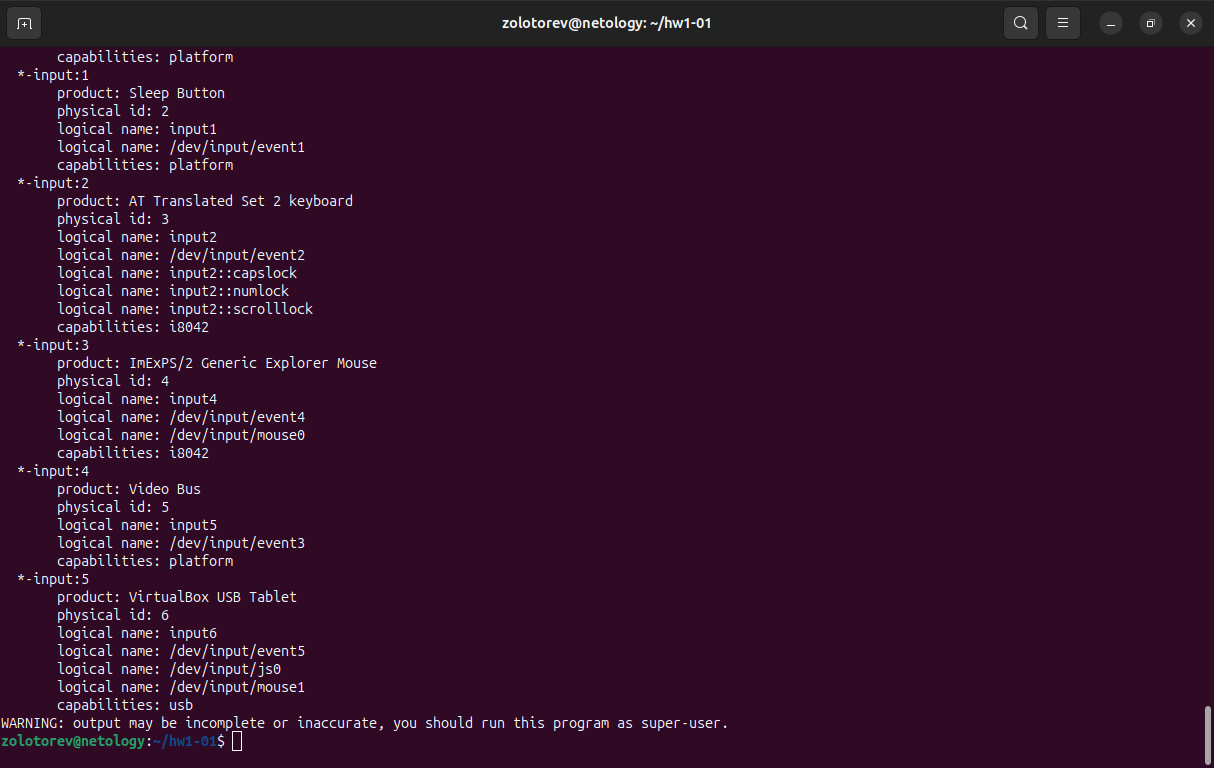 zolotorev@netology: ~/hw1-01
capabilities: platform
*-input:1
product: Sleep Button
physical id: 2
logical name: input1
logical name: /dev/input/event1
capabilities: platform
*-input:2
product: AT Translated Set 2 keyboard
physical id: 3
logical name: input2
logical name: /dev/input/event2
logical name: input2::capslock
logical name: input2::numlock
logical name: input2::scrolllock
capabilities: i8042
*-input:3
product: ImExPS/2 Generic Explorer Mouse
physical id: 4
logical name: input4
logical name: /dev/input/event4
logical name: /dev/input/mouse0
capabilities: i8042
*-input:4
product: Video Bus
physical id: 5
logical name: input5
logical name: /dev/input/event3
capabilities: platform
*-input:5
product: VirtualBox USB Tablet
physical id: 6
logical name: input6
logical name: /dev/input/event5
logical name: /dev/input/js0
logical name: /dev/input/mouse1
capabilities: usb
WARNING: output may be incomplete or inaccurate, you should run this program as super-user.
zolotorev@netology:~/hw1-01$